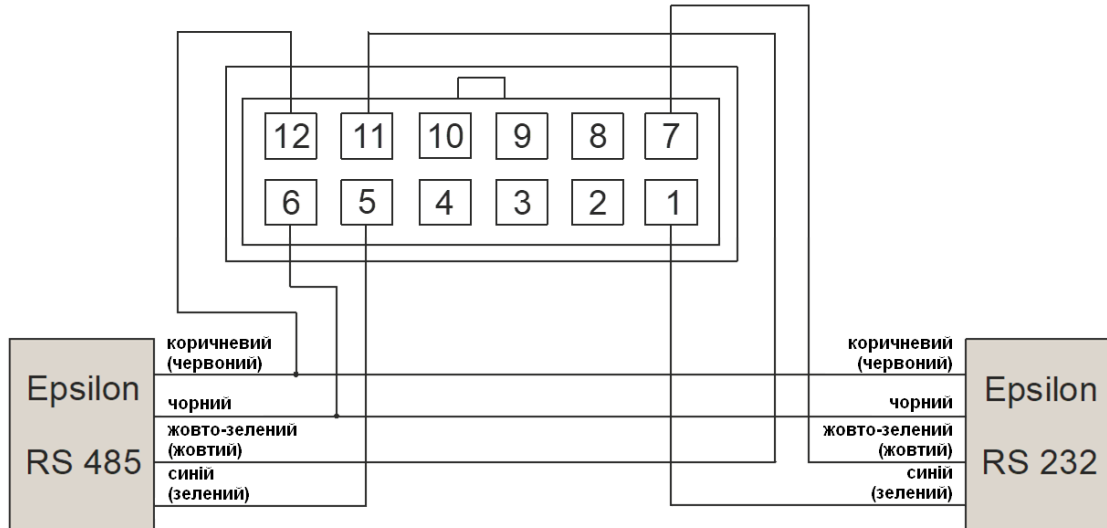 12 11 10 9 8 7
6 5 4 3 2 1
Epsilon
RS 485
коричневий
(червоний)
чорний
жовто-зелений
(жовтий)
синій
(зелений)
коричневий
(червоний)
чорний
жовто-зелений
(жовтий)
синій
(зелений)
Epsilon
RS 232